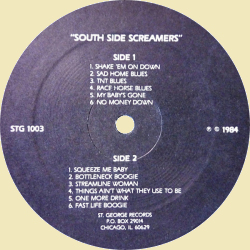 "SOUTH SIDE SCREAMERS"
SIDE 1
1. SHAKE 'EM ON DOWN
2. SAD HOME BLUES
3. TNT BLUES
4. RACE HORSE BLUES
5. MY BABY'S GONE
6. NO MONEY DOWN
STG 1003
℗ © 1984
SIDE 2
1. SQUEEZE ME BABY
2. BOTTLENECK BOOGIE
3. STREAMLINE WOMAN
4. THINGS AIN'T WHAT THEY USE TO BE
5. ONE MORE DRINK
6. FAST LIFE BOOGIE
ST. GEORGE RECORDS
P.O. BOX 29014
CHICAGO, IL 60629